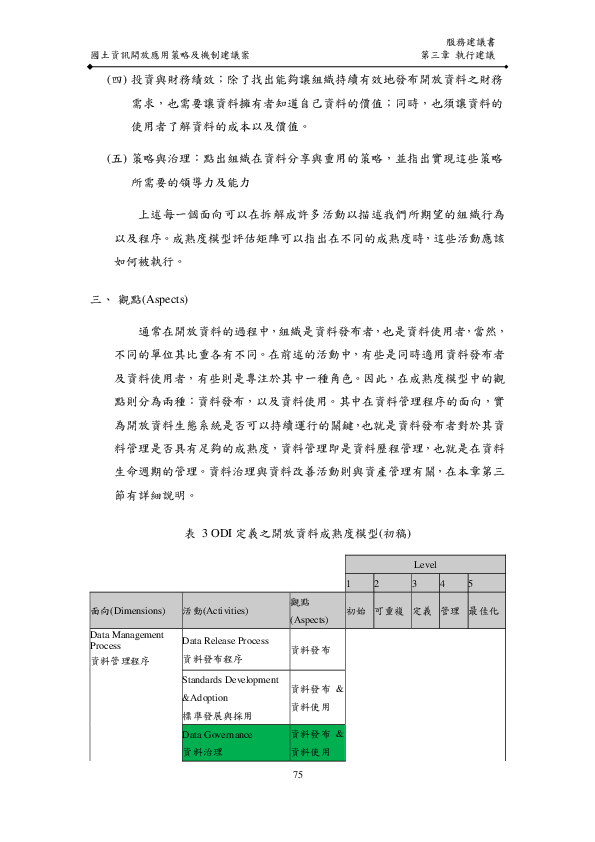 服務建議書
國土資訊開放應用策略及機制建議案
第三章 執行建議
(四) 投資與財務績效；除了找出能夠讓組織持續有效地發布開放資料之財務
需求，也需要讓資料擁有者知道自己資料的價值；同時，也須讓資料的
使用者了解資料的成本以及價值。
(五) 策略與治理：點出組織在資料分享與重用的策略，並指出實現這些策略
所需要的領導力及能力
上述每一個面向可以在拆解成許多活動以描述我們所期望的組織行為
以及程序。成熟度模型評估矩陣可以指出在不同的成熟度時，這些活動應該
如何被執行。
三、 觀點(Aspects)
通常在開放資料的過程中，組織是資料發布者，也是資料使用者，當然，
不同的單位其比重各有不同。在前述的活動中，有些是同時適用資料發布者
及資料使用者，有些則是專注於其中一種角色。因此，在成熟度模型中的觀
點則分為兩種：資料發布，以及資料使用。其中在資料管理程序的面向，實
為開放資料生態系統是否可以持續運行的關鍵，也就是資料發布者對於其資
料管理是否具有足夠的成熟度，資料管理即是資料歷程管理，也就是在資料
生命週期的管理。資料治理與資料改善活動則與資產管理有關，在本章第三
節有詳細說明。
表 3 ODI 定義之開放資料成熟度模型(初稿)
Level
1 2 3 4 5
面向(Dimensions) 活動(Activities) 觀點 (Aspects) 初始 可重複 定義 管理 最佳化
Data Management
Process
資料管理程序
Data Release Process
資料發布程序
資料發布
Standards Development
&Adoption
標準發展與採用
資料發布 &
資料使用
Data Governance
資料治理
資料發布 &
資料使用
75